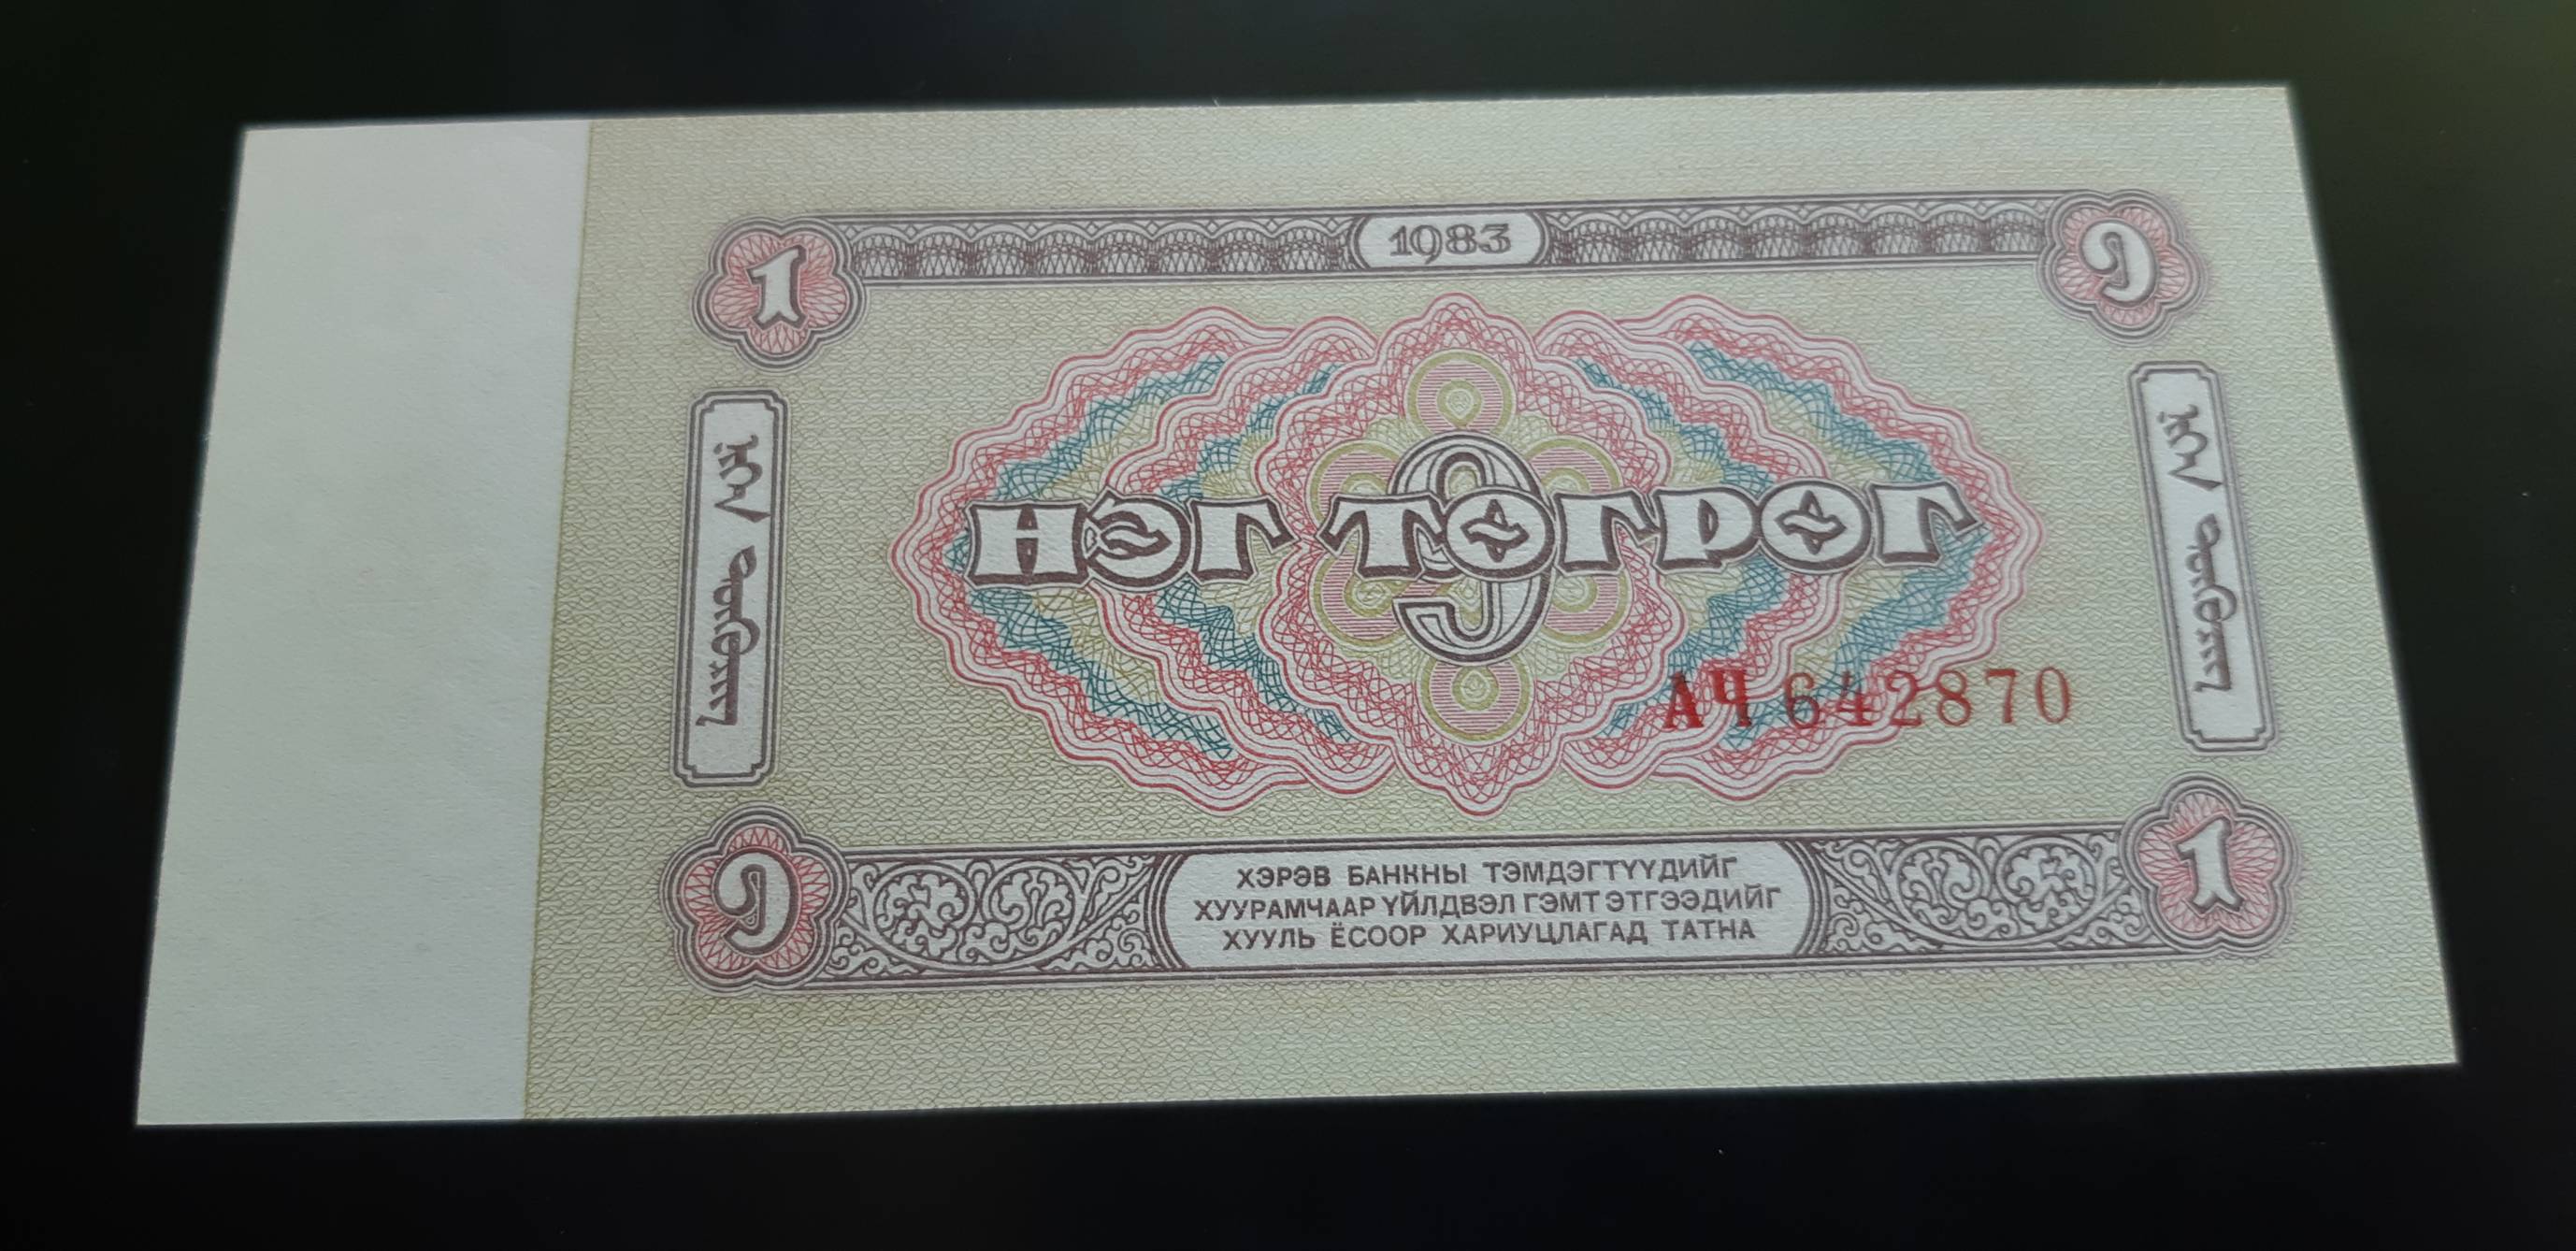 1 1983 ᠑
НЭГ ТӨГРӨГ
᠑
АЧ 642870
᠑ 1
ХЭРЭВ БАНКНЫ ТЭМДЭГТҮҮДИЙГ
ХУУРАМЧААР ҮЙЛДВЭЛ ГЭМТ ЭТГЭЭДИЙГ
ХУУЛЬ ЁСООР ХАРИУЦЛАГАД ТАТНА